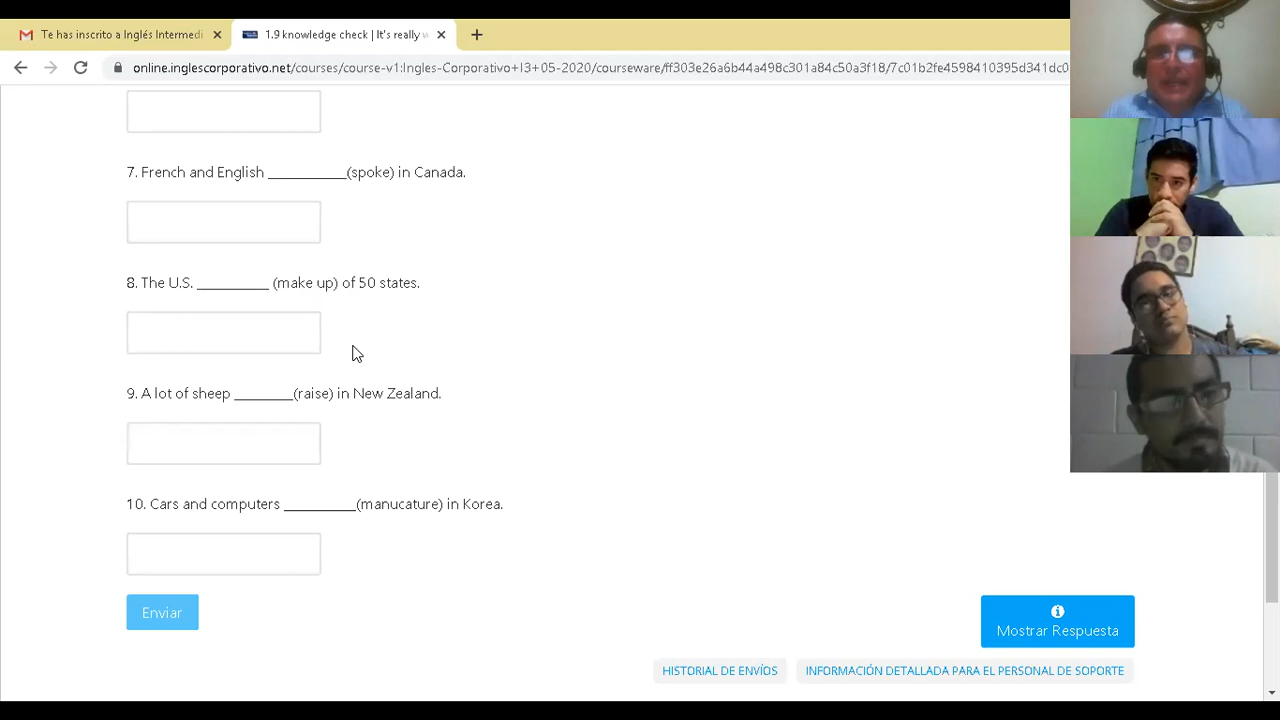 Te has inscrito a Inglés Intermedi
1.9 knowledge check | It's really w
online.inglescorporativo.net/courses/course-v1:Ingles-Corporativo+I3+05-2020/courseware/ff303e26a6b44a498c301a84c50a3f18/7c01b2fe4598410395d341dc0
7. French and English __________(spoke) in Canada.
8. The U.S. _________ (make up) of 50 states.
9. A lot of sheep ________(raise) in New Zealand.
10. Cars and computers _________(manucature) in Korea.
Enviar
Mostrar Respuesta
HISTORIAL DE ENVÍOS
INFORMACIÓN DETALLADA PARA EL PERSONAL DE SOPORTE